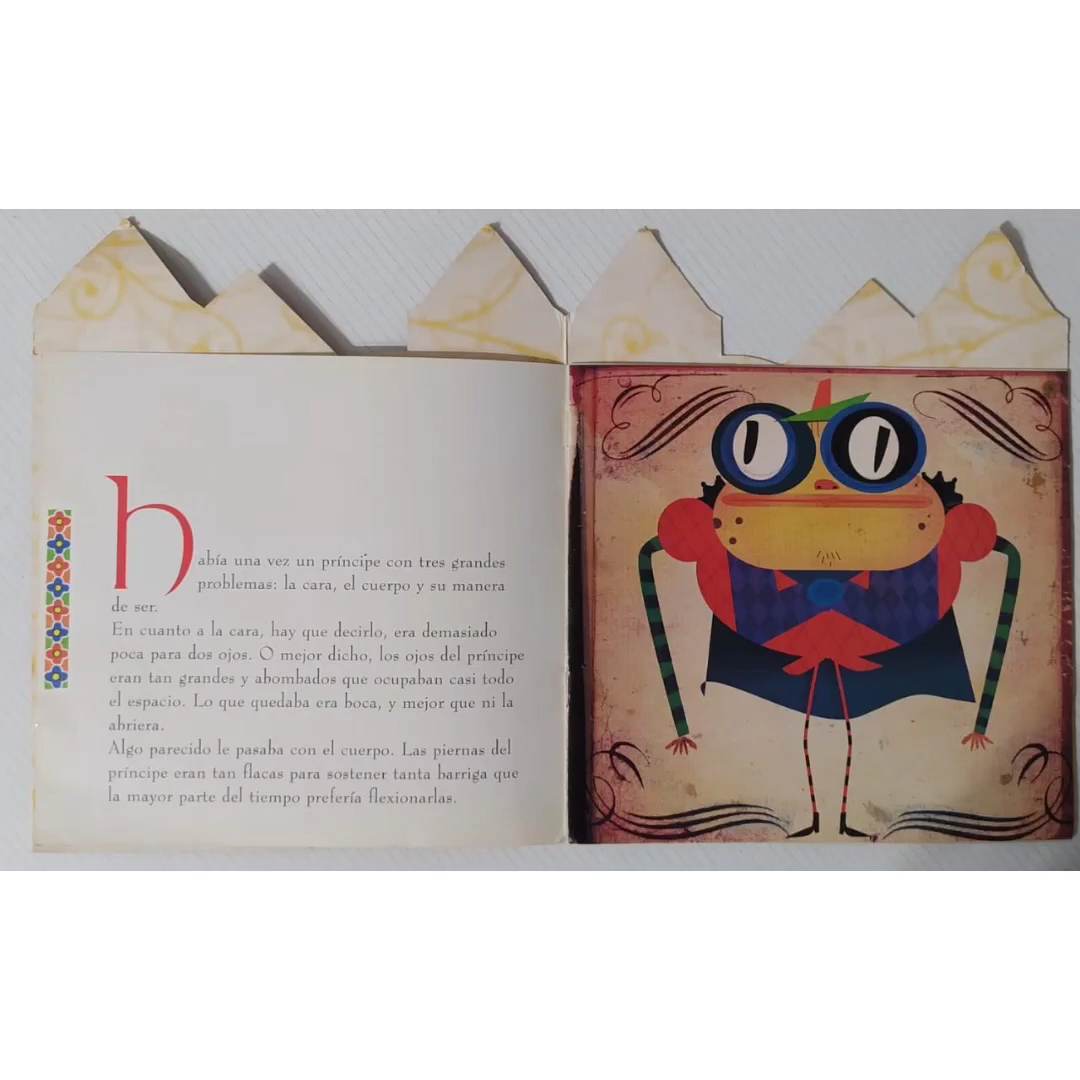 había una vez un príncipe con tres grandes
problemas: la cara, el cuerpo y su manera
de ser.
En cuanto a la cara, hay que decirlo, era demasiado
poca para dos ojos. O mejor dicho, los ojos del príncipe
eran tan grandes y abombados que ocupaban casi todo
el espacio. Lo que quedaba era boca, y mejor que ni la
abriera.
Algo parecido le pasaba con el cuerpo. Las piernas del
príncipe eran tan flacas para sostener tanta barriga que
la mayor parte del tiempo prefería flexionarlas.